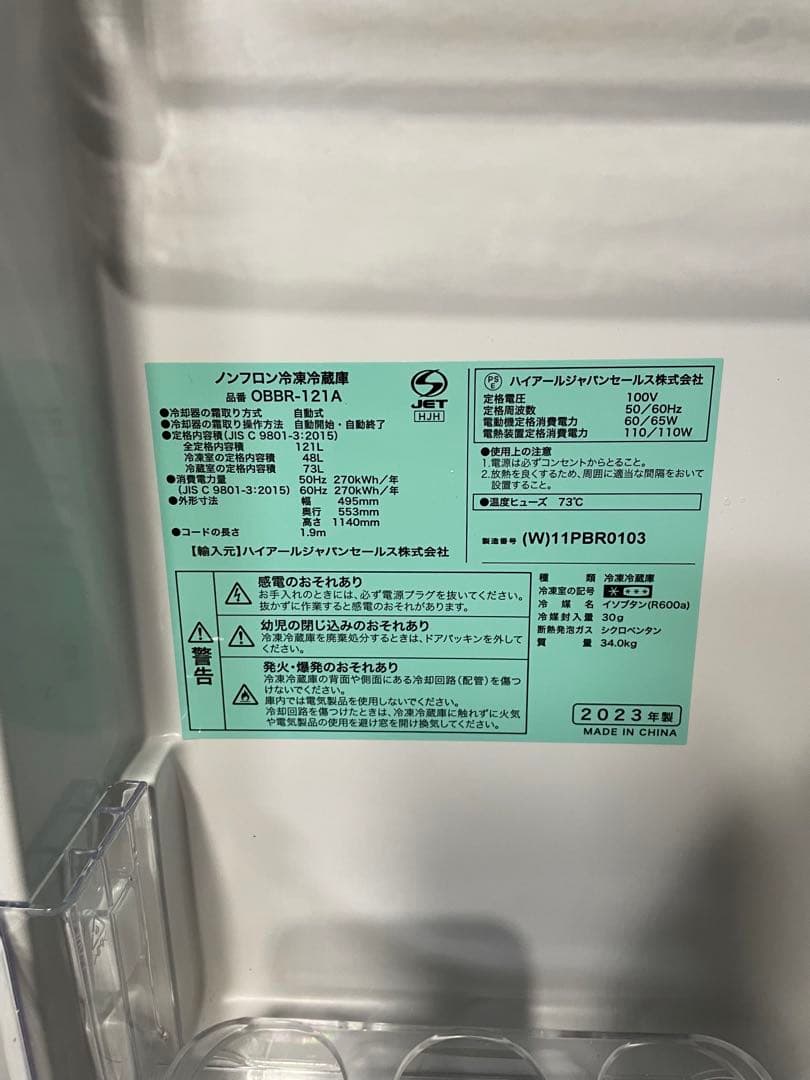 ノンフロン冷凍冷蔵庫
品番 OBBR-121A
●冷却器の霜取り方式 自動式
●冷却器の霜取り操作方法 自動開始・自動終了
●定格内容積(JIS C 9801-3:2015)
全定格内容積 121L
冷凍室の定格内容積 48L
冷蔵室の定格内容積 73L
●消費電力量 50Hz 270kWh/年
(JIS C 9801-3:2015) 60Hz 270kWh/年
●外形寸法 幅 495mm
奥行 553mm
高さ 1140mm
●コードの長さ 1.9m
【輸入元】ハイアールジャパンセールス株式会社
JET
HJH
PS
E
ハイアールジャパンセールス株式会社
定格電圧 100V
定格周波数 50/60Hz
電動機定格消費電力 60/65W
電熱装置定格消費電力 110/110W
●使用上の注意
1.電源は必ずコンセントからとること。
2.放熱を良くするため、周囲に適当な間隔をおいて
設置すること。
●温度ヒューズ 73℃
製造番号 (W)11PBR0103
警告
感電のおそれあり
お手入れのときには、必ず電源プラグを抜いてください。
抜かずに作業すると感電のおそれがあります。
幼児の閉じ込みのおそれあり
冷凍冷蔵庫を廃棄処分するときは、ドアパッキンを外して
ください。
発火・爆発のおそれあり
冷凍冷蔵庫の背面や側面にある冷却回路(配管)を傷つ
けないでください。
庫内では電気製品を使用しないでください。
冷却回路を傷つけたときは、冷凍冷蔵庫に触れずに火気
や電気製品の使用を避け窓を開け換気してください。
種類 冷凍冷蔵庫
冷凍室の記号
冷媒名 イソブタン(R600a)
冷媒封入量 30g
断熱発泡ガス シクロペンタン
質量 34.0kg
2023年製
MADE IN CHINA